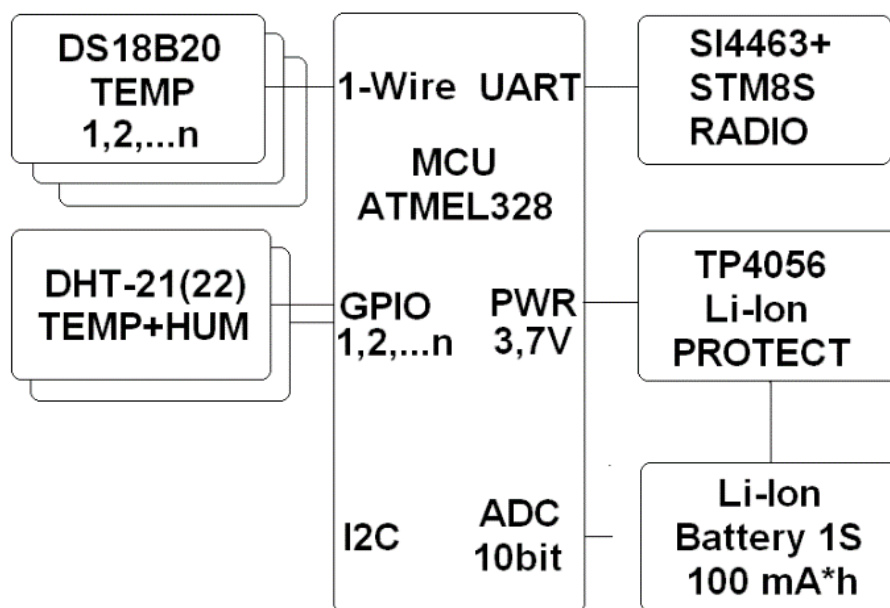 DS18B20
TEMP
1,2,...n
DHT-21(22)
TEMP+HUM
1-Wire UART
MCU
ATMEL328
GPIO PWR
1,2,...n 3,7V
I2C ADC
10bit
SI4463+
STM8S
RADIO
TP4056
Li-Ion
PROTECT
Li-Ion
Battery 1S
100 mA*h